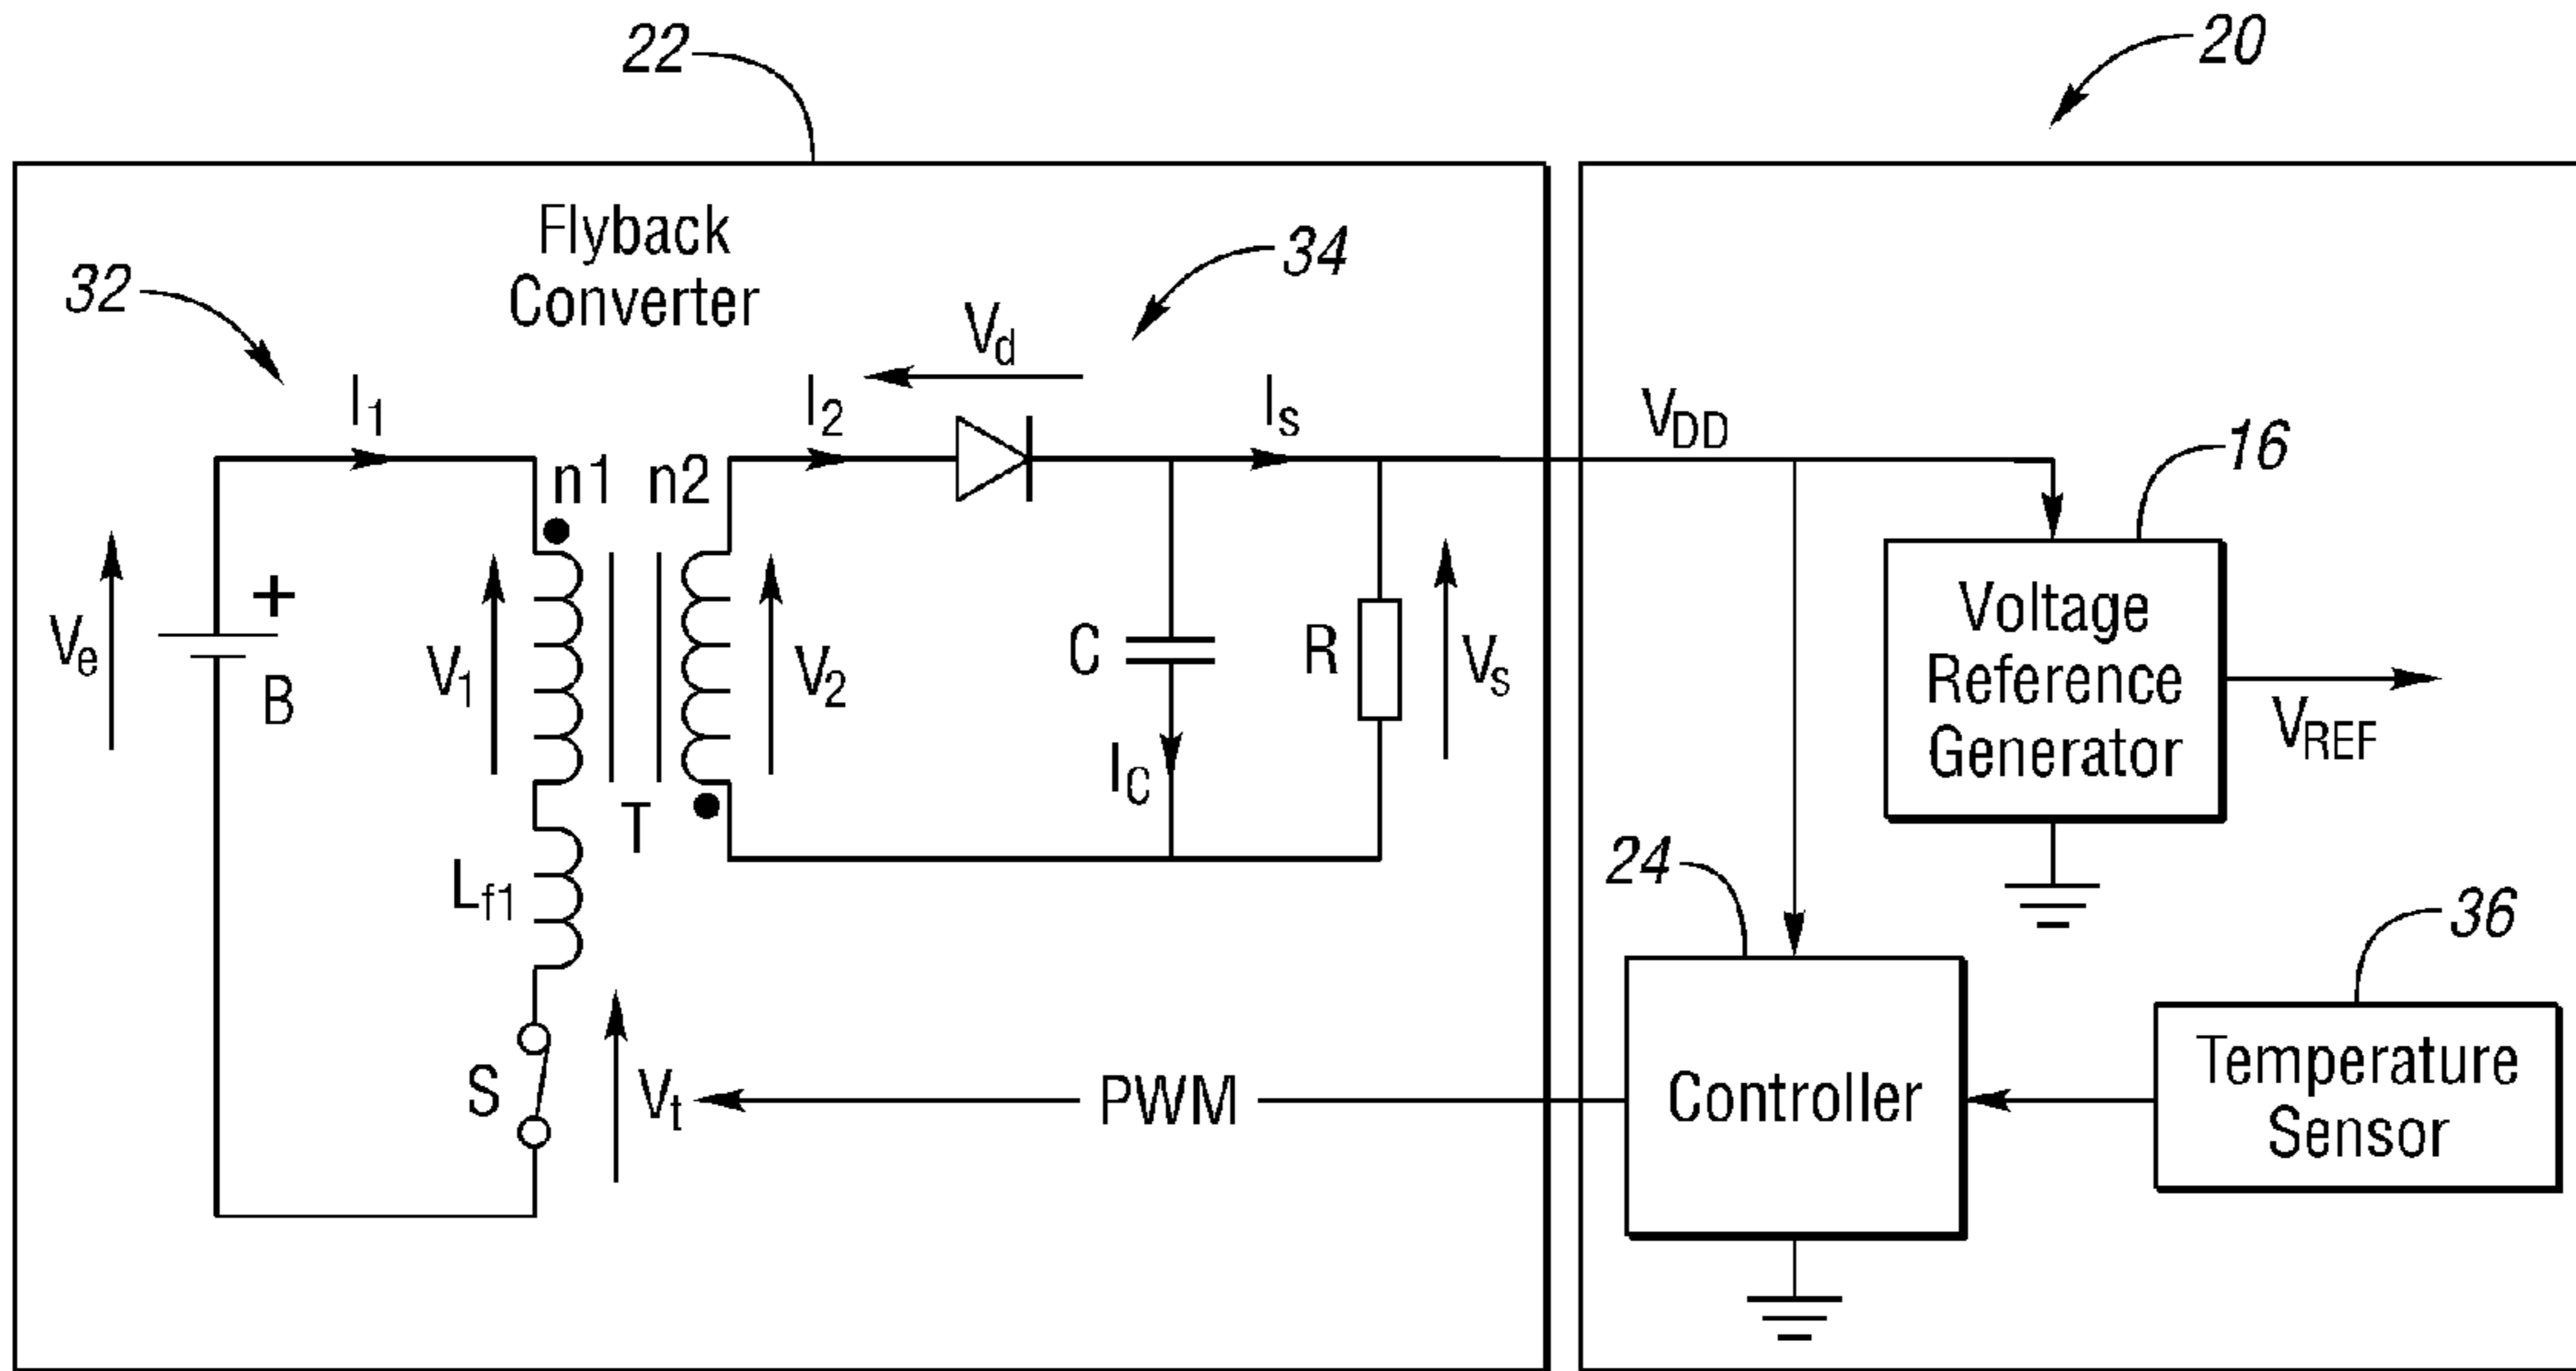 22
20
Flyback
Converter
32
34
Vd
I1
I2
Is
VDD
16
n1 n2
Ve
+
B
V1
V2
C
R
Vs
IC
Voltage
Reference
Generator
VREF
T
Lf1
24
36
S
Vt
PWM
Controller
Temperature
Sensor